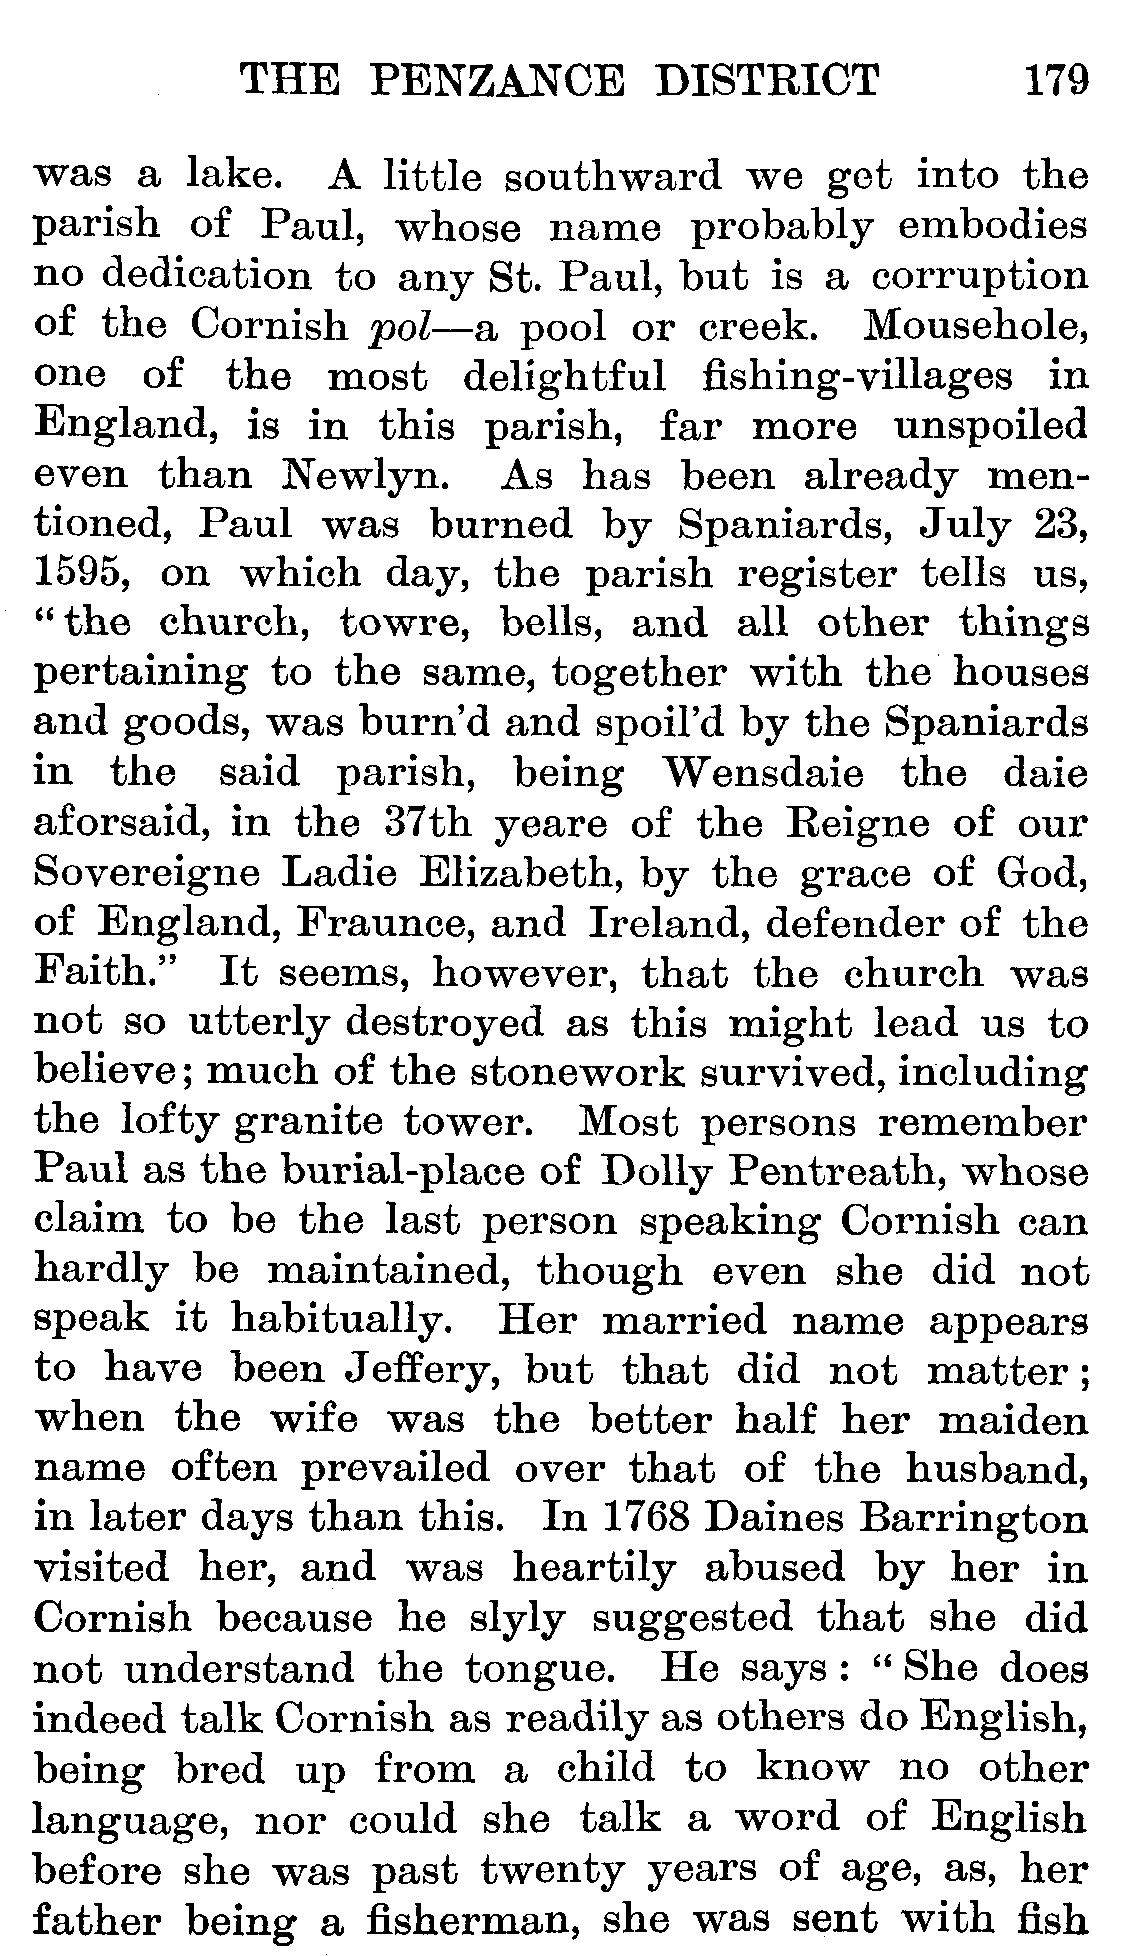 THE PENZANCE DISTRICT 179
was a lake. A little southward we get into the
parish of Paul, whose name probably embodies
no dedication to any St. Paul, but is a corruption
of the Cornish pol—a pool or creek. Mousehole,
one of the most delightful fishing-villages in
England, is in this parish, far more unspoiled
even than Newlyn. As has been already men-
tioned, Paul was burned by Spaniards, July 23,
1595, on which day, the parish register tells us,
“the church, towre, bells, and all other things
pertaining to the same, together with the houses
and goods, was burn’d and spoil’d by the Spaniards
in the said parish, being Wensdaie the daie
aforsaid, in the 37th yeare of the Reigne of our
Sovereigne Ladie Elizabeth, by the grace of God,
of England, Fraunce, and Ireland, defender of the
Faith.” It seems, however, that the church was
not so utterly destroyed as this might lead us to
believe; much of the stonework survived, including
the lofty granite tower. Most persons remember
Paul as the burial-place of Dolly Pentreath, whose
claim to be the last person speaking Cornish can
hardly be maintained, though even she did not
speak it habitually. Her married name appears
to have been Jeffery, but that did not matter;
when the wife was the better half her maiden
name often prevailed over that of the husband,
in later days than this. In 1768 Daines Barrington
visited her, and was heartily abused by her in
Cornish because he slyly suggested that she did
not understand the tongue. He says: “She does
indeed talk Cornish as readily as others do English,
being bred up from a child to know no other
language, nor could she talk a word of English
before she was past twenty years of age, as, her
father being a fisherman, she was sent with fish